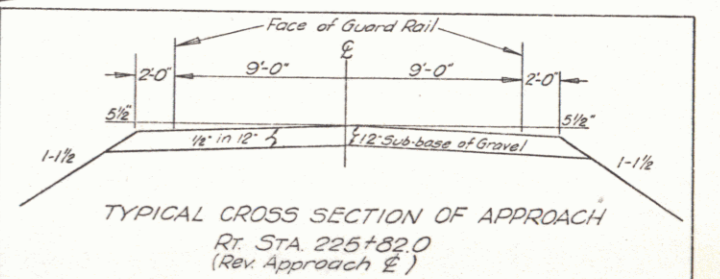 Face of Guard Rail
℄
2'-0" 9'-0" 9'-0" 2'-0"
5½" 5½"
½" in 12" 12" Sub-base of Gravel
1-1½ 1-1½
TYPICAL CROSS SECTION OF APPROACH
RT. STA. 225+82.0
(Rev. Approach ℄)